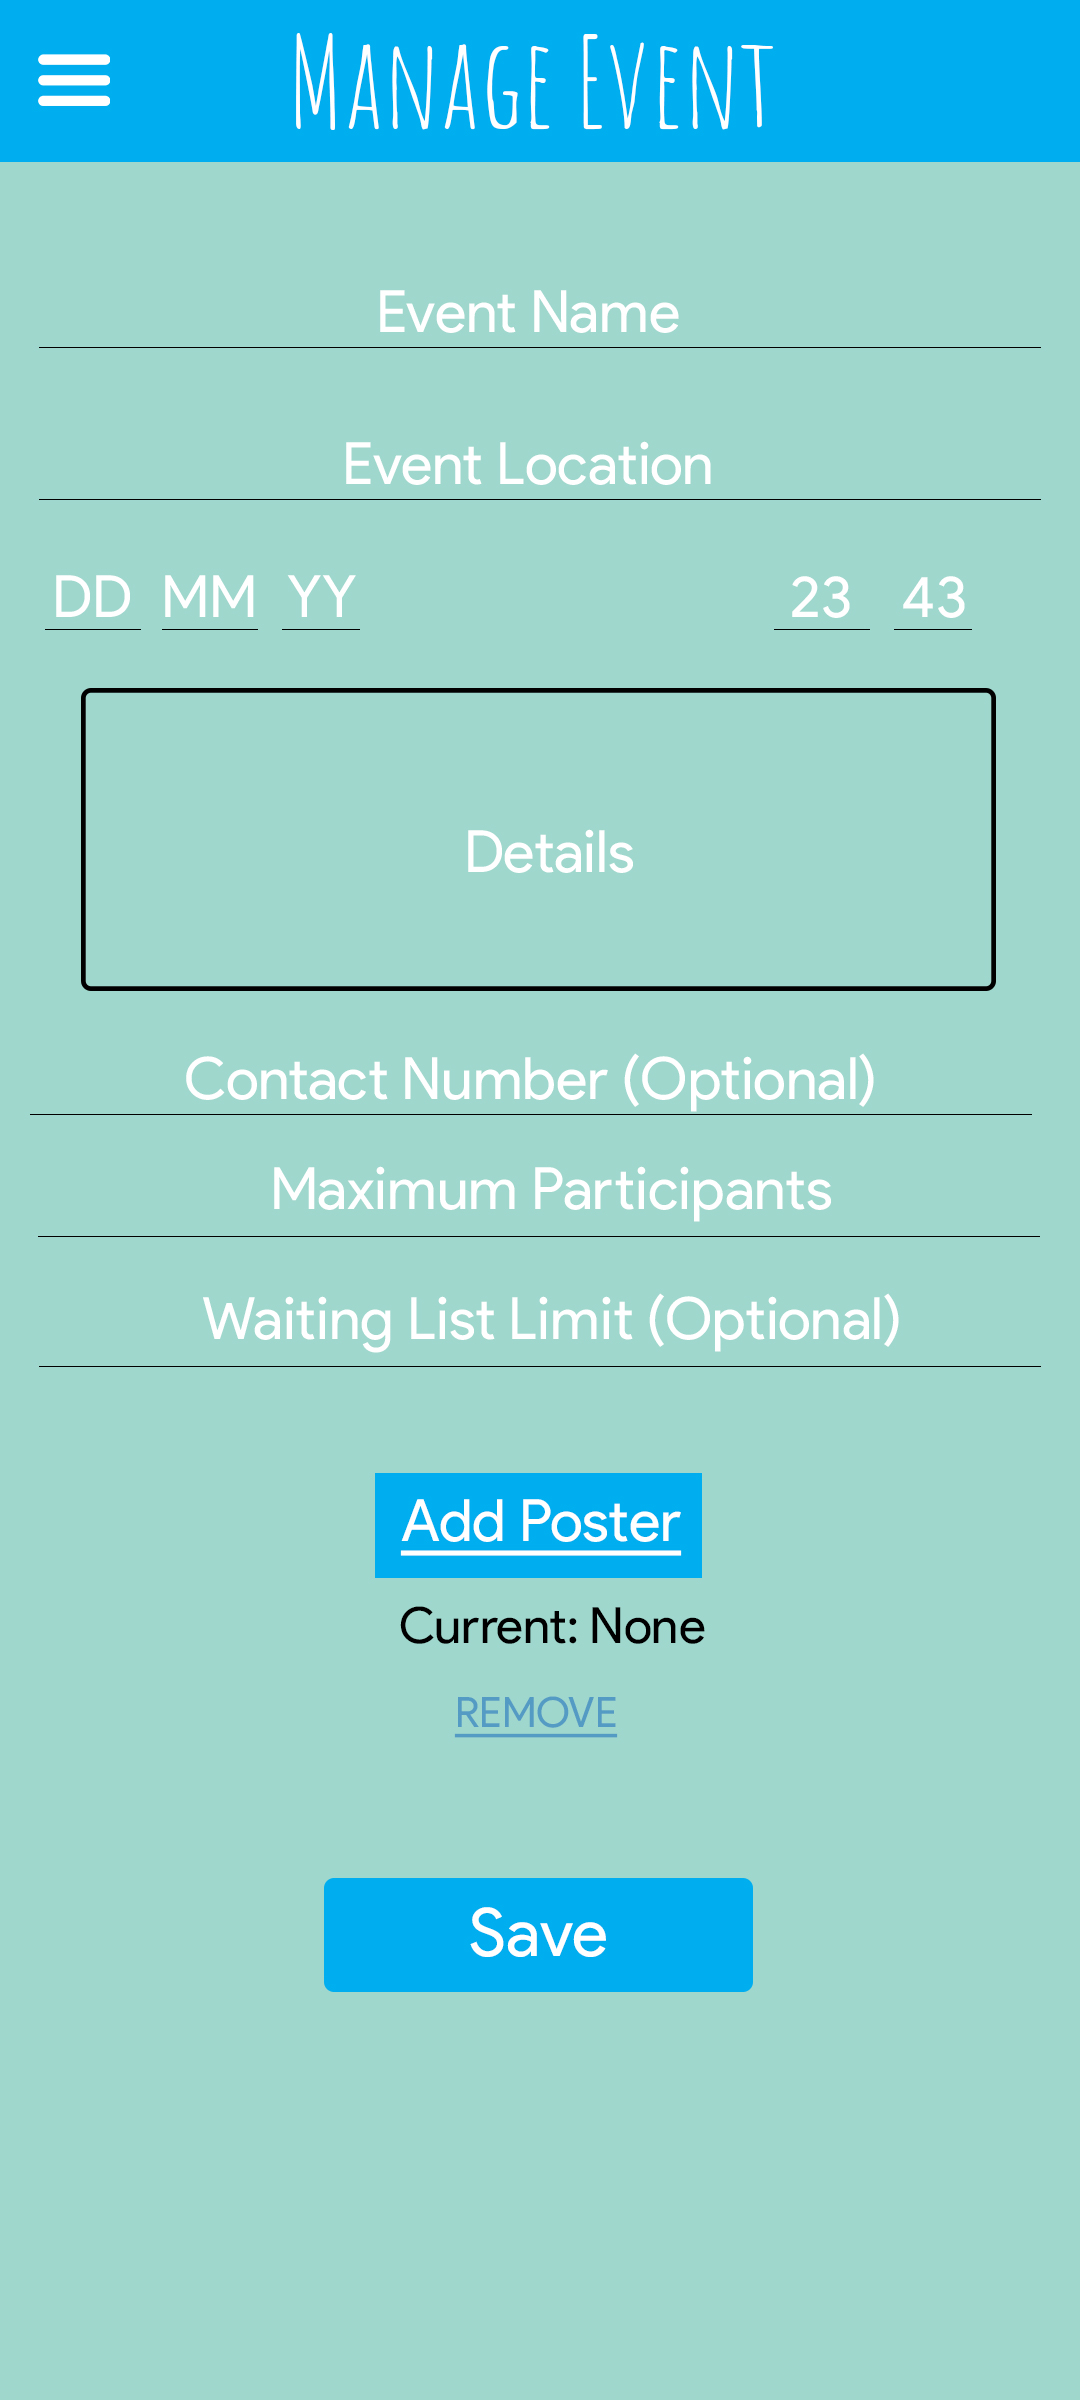 Manage Event
Event Name
Event Location
DD MM YY 23 43
Details
Contact Number (Optional)
Maximum Participants
Waiting List Limit (Optional)
Add Poster
Current: None
REMOVE
Save